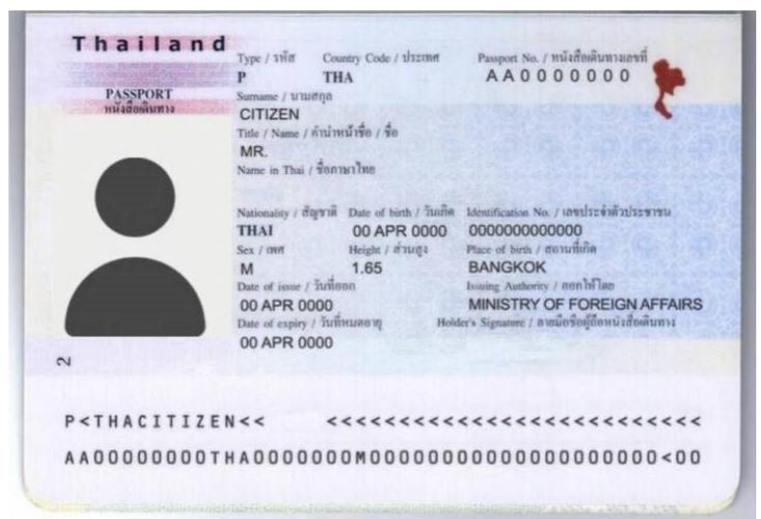 Thailand
PASSPORT
หนังสือเดินทาง
Type / รหัส Country Code / ประเทศ Passport No. / หนังสือเดินทางเลขที่
P THA AA0000000
Surname / นามสกุล
CITIZEN
Title / Name / คำนำหน้าชื่อ / ชื่อ
MR.
Name in Thai / ชื่อภาษาไทย
Nationality / สัญชาติ Date of birth / วันเกิด Identification No. / เลขประจำตัวประชาชน
THAI 00 APR 0000 0000000000000
Sex / เพศ Height / ส่วนสูง Place of birth / สถานที่เกิด
M 1.65 BANGKOK
Date of issue / วันที่ออก Issuing Authority / ออกให้โดย
00 APR 0000 MINISTRY OF FOREIGN AFFAIRS
Date of expiry / วันที่หมดอายุ Holder's Signature / ลายมือชื่อผู้ถือหนังสือเดินทาง
00 APR 0000
2
P<THACITIZEN<< <<<<<<<<<<<<<<<<<<<<<<<<<<
AA00000000THA0000000M00000000000000000000<00